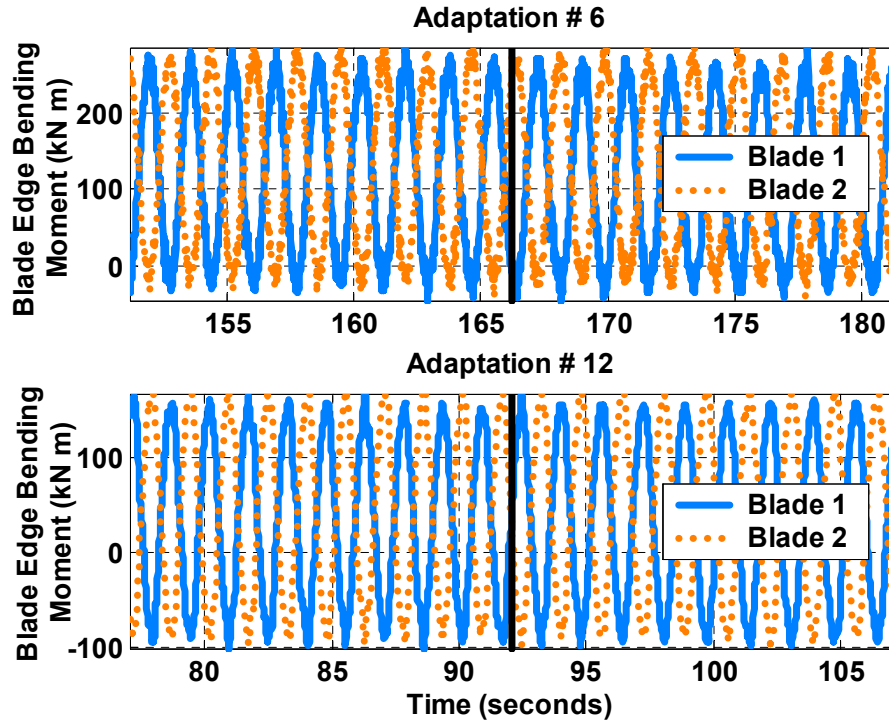 Adaptation # 6
Blade Edge Bending
Moment (kN m)
200
100
0
Blade 1
Blade 2
155 160 165 170 175 180
Adaptation # 12
Blade Edge Bending
Moment (kN m)
100
0
-100
Blade 1
Blade 2
80 85 90 95 100 105
Time (seconds)